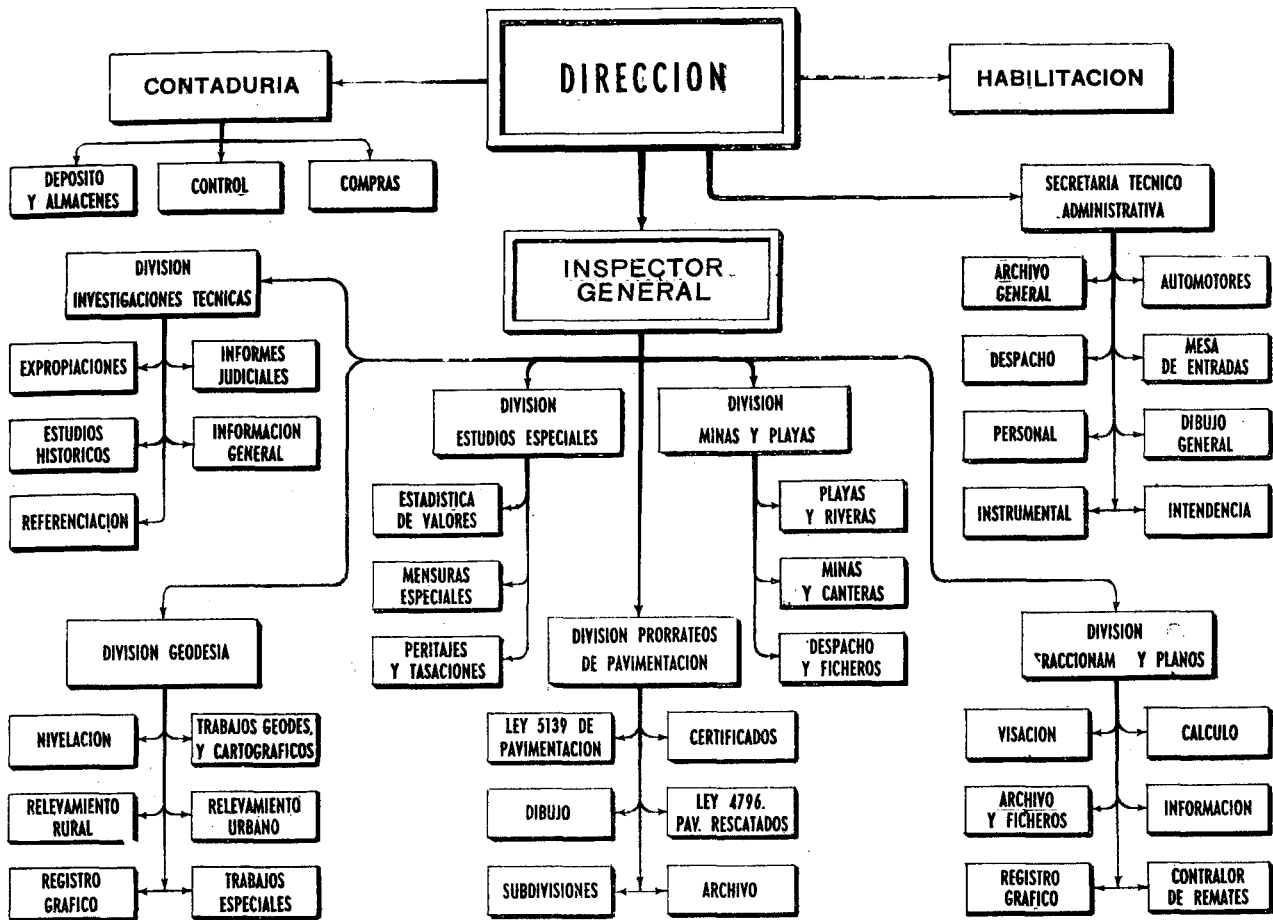 DIRECCION
CONTADURIA
HABILITACION
DEPOSITO
Y ALMACENES
CONTROL
COMPRAS
SECRETARIA TECNICO
ADMINISTRATIVA
INSPECTOR
GENERAL
DIVISION
INVESTIGACIONES TECNICAS
ARCHIVO
GENERAL
AUTOMOTORES
EXPROPIACIONES
INFORMES
JUDICIALES
DESPACHO
MESA
DE ENTRADAS
DIVISION
ESTUDIOS ESPECIALES
DIVISION
MINAS Y PLAYAS
ESTUDIOS
HISTORICOS
INFORMACION
GENERAL
PERSONAL
DIBUJO
GENERAL
REFERENCIACION
ESTADISTICA
DE VALORES
PLAYAS
Y RIVERAS
INSTRUMENTAL
INTENDENCIA
MENSURAS
ESPECIALES
MINAS
Y CANTERAS
DIVISION GEODESIA
PERITAJES
Y TASACIONES
DIVISION PRORRATEOS
DE PAVIMENTACION
DESPACHO
Y FICHEROS
DIVISION
RACCIONAM Y PLANOS
NIVELACION
TRABAJOS GEODES,
Y CARTOGRAFICOS
LEY 5139 DE
PAVIMENTACION
CERTIFICADOS
VISACION
CALCULO
RELEVAMIENTO
RURAL
RELEVAMIENTO
URBANO
DIBUJO
LEY 4796.
PAV. RESCATADOS
ARCHIVO
Y FICHEROS
INFORMACION
REGISTRO
GRAFICO
TRABAJOS
ESPECIALES
SUBDIVISIONES
ARCHIVO
REGISTRO
GRAFICO
CONTRALOR
DE REMATES